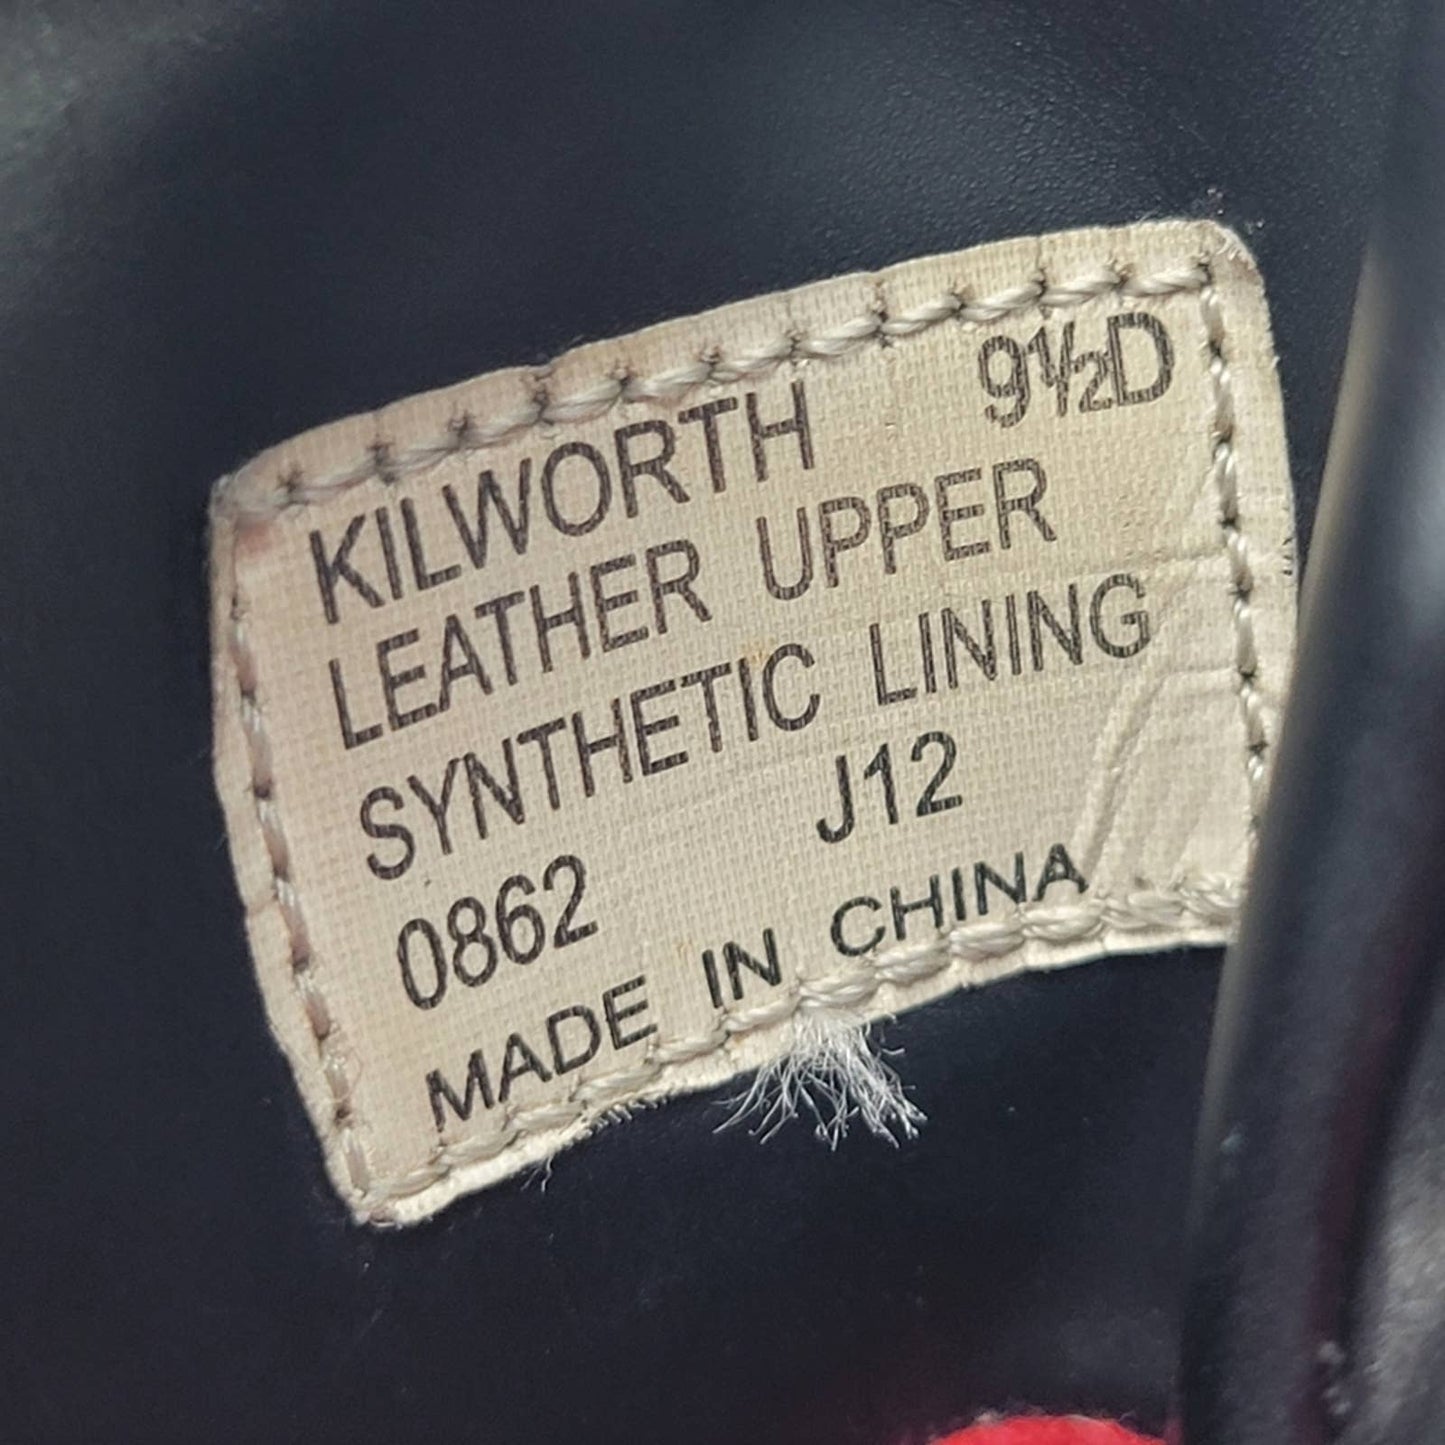 KILWORTH 9½D
LEATHER UPPER
SYNTHETIC LINING
0862 J12
MADE IN CHINA